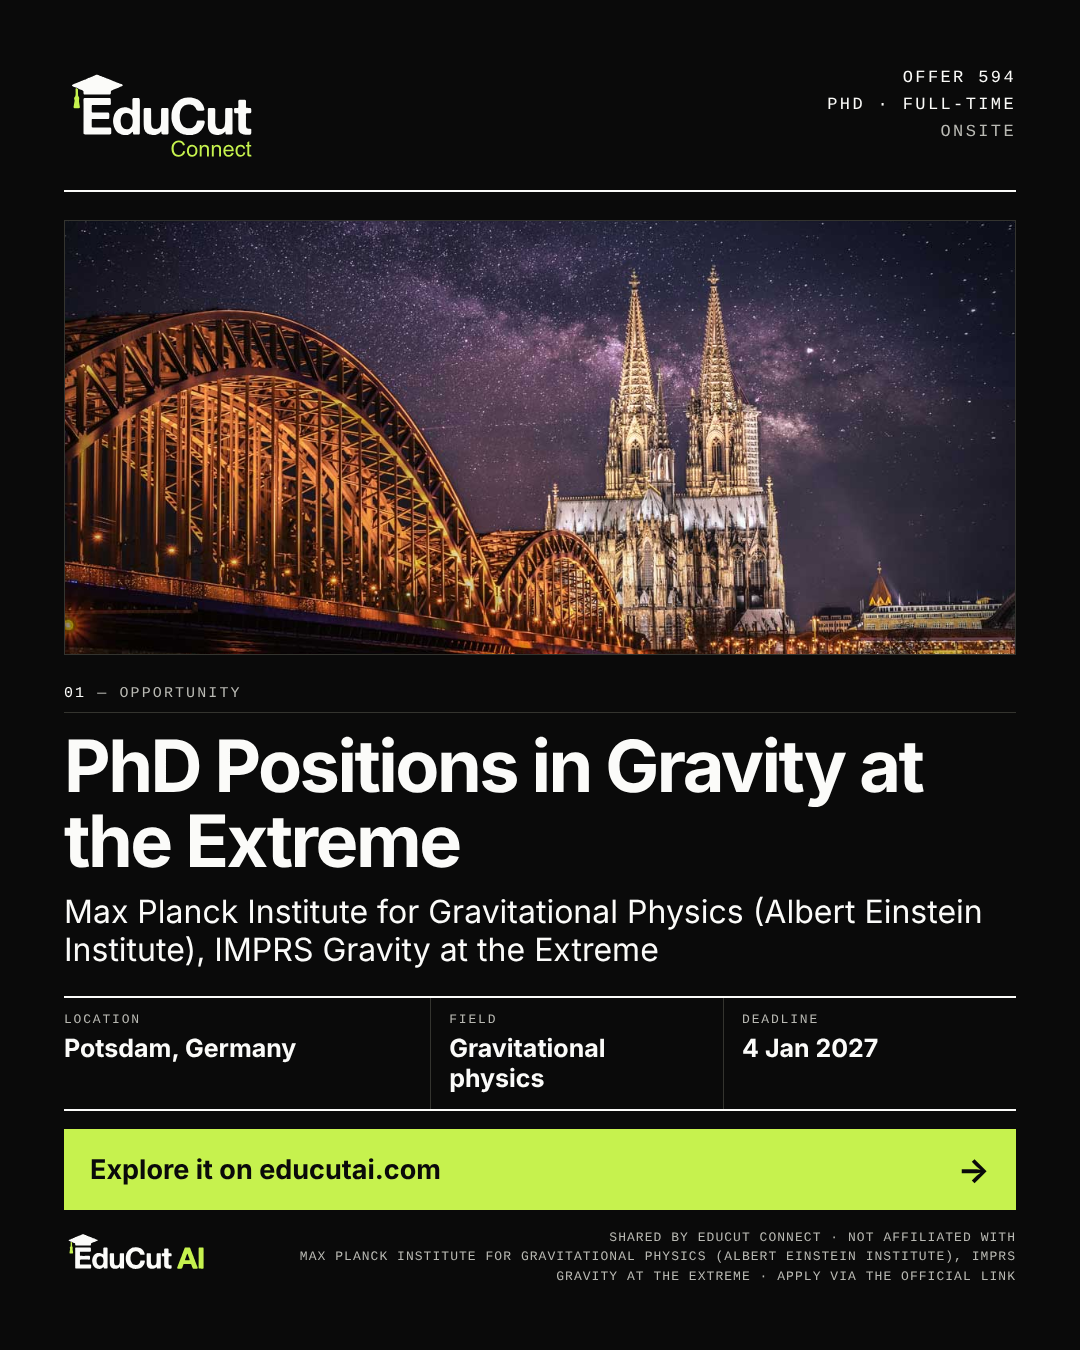 EduCut
Connect
OFFER 594
PHD · FULL-TIME
ONSITE
01 — OPPORTUNITY
PhD Positions in Gravity at
the Extreme
Max Planck Institute for Gravitational Physics (Albert Einstein
Institute), IMPRS Gravity at the Extreme
LOCATION
Potsdam, Germany
FIELD
Gravitational
physics
DEADLINE
4 Jan 2027
Explore it on educutai.com →
EduCut AI
SHARED BY EDUCUT CONNECT · NOT AFFILIATED WITH
MAX PLANCK INSTITUTE FOR GRAVITATIONAL PHYSICS (ALBERT EINSTEIN INSTITUTE), IMPRS
GRAVITY AT THE EXTREME · APPLY VIA THE OFFICIAL LINK